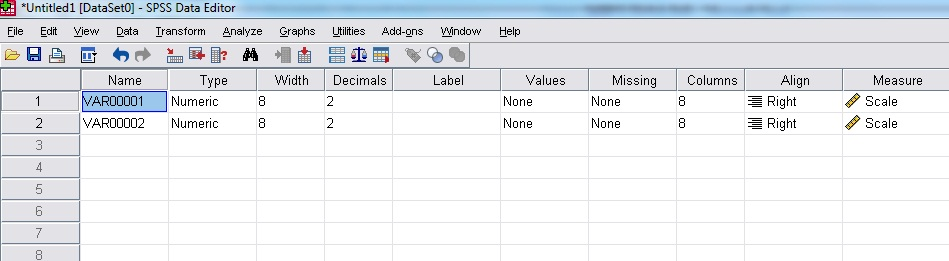 *Untitled1 [DataSet0] - SPSS Data Editor
File Edit View Data Transform Analyze Graphs Utilities Add-ons Window Help
Name Type Width Decimals Label Values Missing Columns Align Measure
1 VAR00001 Numeric 8 2 None None 8 Right Scale
2 VAR00002 Numeric 8 2 None None 8 Right Scale
3
4
5
6
7
8